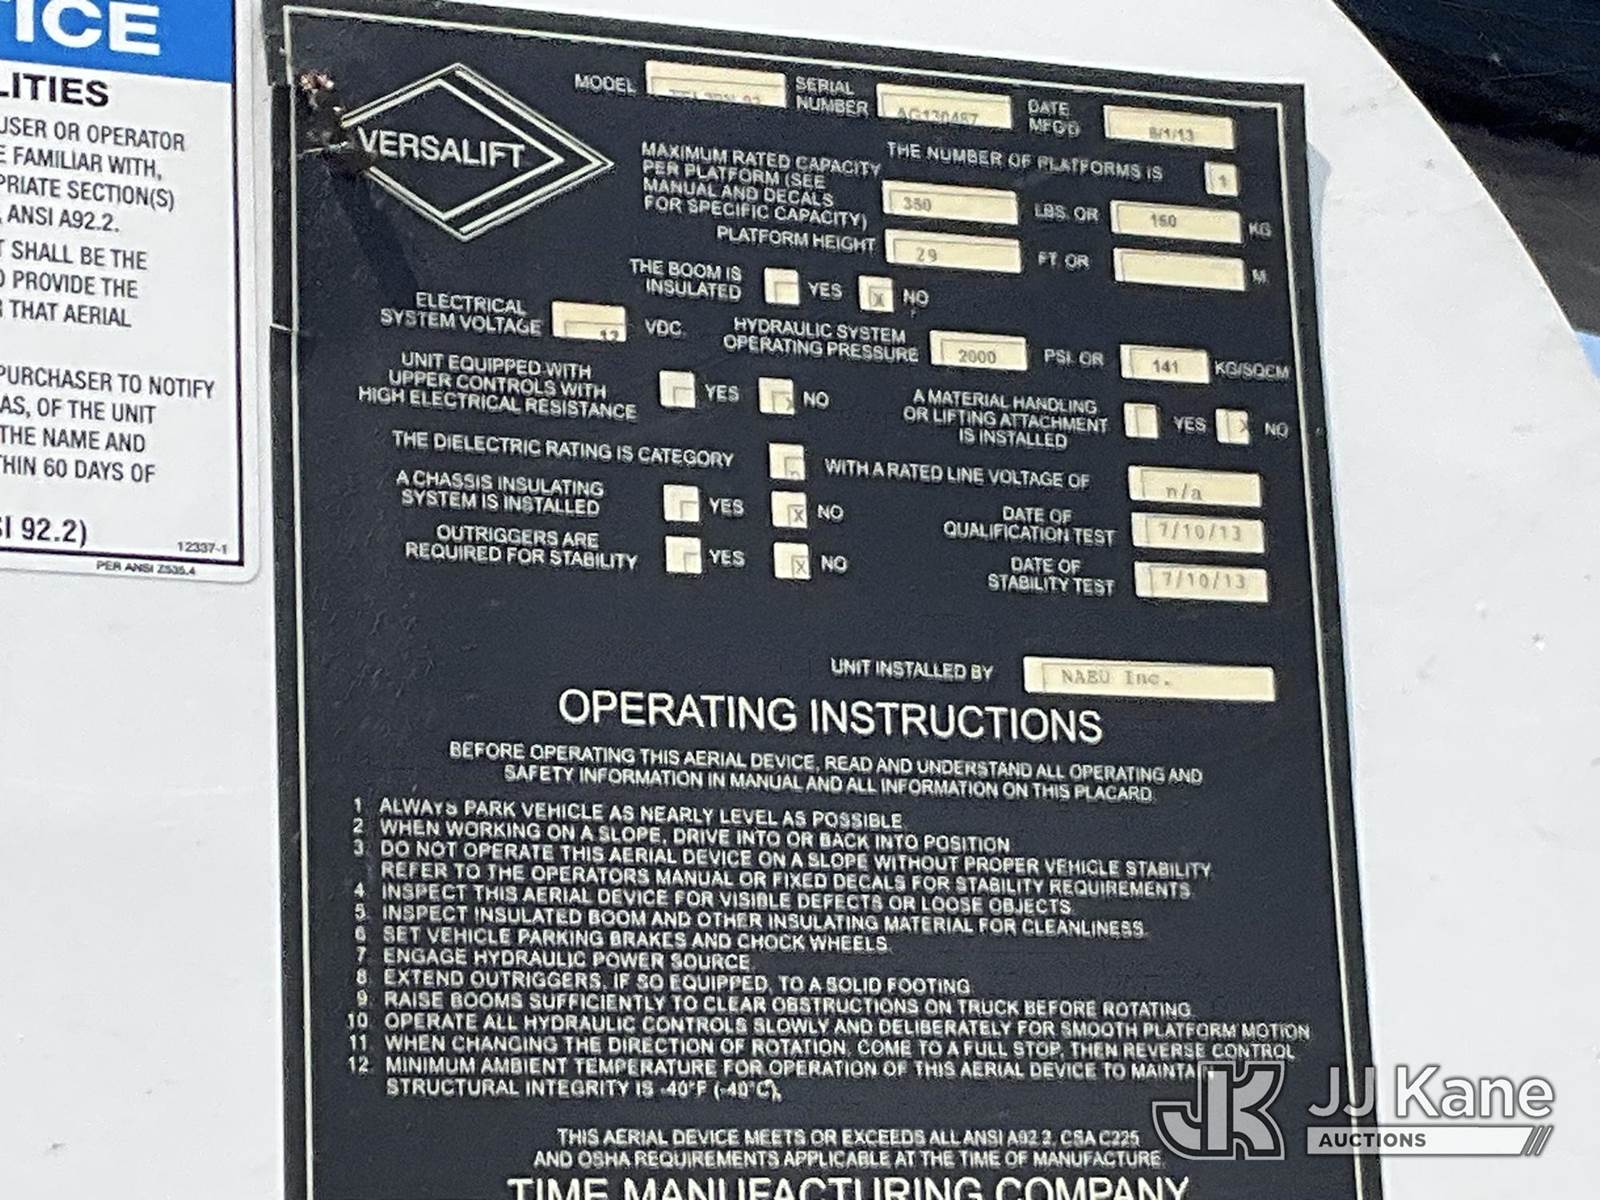 ICE
LITIES
USER OR OPERATOR
FAMILIAR WITH,
PRIATE SECTION(S)
ANSI A92.2.
SHALL BE THE
PROVIDE THE
THAT AERIAL
PURCHASER TO NOTIFY
AS, OF THE UNIT
THE NAME AND
HIN 60 DAYS OF
SI 92.2)
12337-1
PER ANSI Z535.4
VERSALIFT
MODEL
SERIAL NUMBER AG130487
DATE MFG'D 8/1/13
THE NUMBER OF PLATFORMS IS 1
MAXIMUM RATED CAPACITY
PER PLATFORM (SEE
MANUAL AND DECALS
FOR SPECIFIC CAPACITY) 350 LBS. OR 160 KG
PLATFORM HEIGHT 29 FT. OR M
THE BOOM IS
INSULATED YES X NO
ELECTRICAL
SYSTEM VOLTAGE 12 VDC.
HYDRAULIC SYSTEM
OPERATING PRESSURE 2000 PSI. OR 141 KG/SQCM
UNIT EQUIPPED WITH
UPPER CONTROLS WITH
HIGH ELECTRICAL RESISTANCE YES NO
A MATERIAL HANDLING
OR LIFTING ATTACHMENT
IS INSTALLED YES X NO
THE DIELECTRIC RATING IS CATEGORY WITH A RATED LINE VOLTAGE OF n/a
A CHASSIS INSULATING
SYSTEM IS INSTALLED YES X NO
DATE OF
QUALIFICATION TEST 7/10/13
OUTRIGGERS ARE
REQUIRED FOR STABILITY YES X NO
DATE OF
STABILITY TEST 7/10/13
UNIT INSTALLED BY NAEU Inc.
OPERATING INSTRUCTIONS
BEFORE OPERATING THIS AERIAL DEVICE, READ AND UNDERSTAND ALL OPERATING AND
SAFETY INFORMATION IN MANUAL AND ALL INFORMATION ON THIS PLACARD.
1. ALWAYS PARK VEHICLE AS NEARLY LEVEL AS POSSIBLE.
2. WHEN WORKING ON A SLOPE, DRIVE INTO OR BACK INTO POSITION.
3. DO NOT OPERATE THIS AERIAL DEVICE ON A SLOPE WITHOUT PROPER VEHICLE STABILITY.
REFER TO THE OPERATORS MANUAL OR FIXED DECALS FOR STABILITY REQUIREMENTS.
4. INSPECT THIS AERIAL DEVICE FOR VISIBLE DEFECTS OR LOOSE OBJECTS.
5. INSPECT INSULATED BOOM AND OTHER INSULATING MATERIAL FOR CLEANLINESS.
6. SET VEHICLE PARKING BRAKES AND CHOCK WHEELS.
7. ENGAGE HYDRAULIC POWER SOURCE.
8. EXTEND OUTRIGGERS, IF SO EQUIPPED, TO A SOLID FOOTING.
9. RAISE BOOMS SUFFICIENTLY TO CLEAR OBSTRUCTIONS ON TRUCK BEFORE ROTATING.
10. OPERATE ALL HYDRAULIC CONTROLS SLOWLY AND DELIBERATELY FOR SMOOTH PLATFORM MOTION.
11. WHEN CHANGING THE DIRECTION OF ROTATION, COME TO A FULL STOP, THEN REVERSE CONTROL.
12. MINIMUM AMBIENT TEMPERATURE FOR OPERATION OF THIS AERIAL DEVICE TO MAINTA
STRUCTURAL INTEGRITY IS -40°F (-40°C).
THIS AERIAL DEVICE MEETS OR EXCEEDS ALL ANSI A92.2, CSA C225
AND OSHA REQUIREMENTS APPLICABLE AT THE TIME OF MANUFACTURE.
TIME MANUFACTURING COMPANY
JK JJ Kane
AUCTIONS